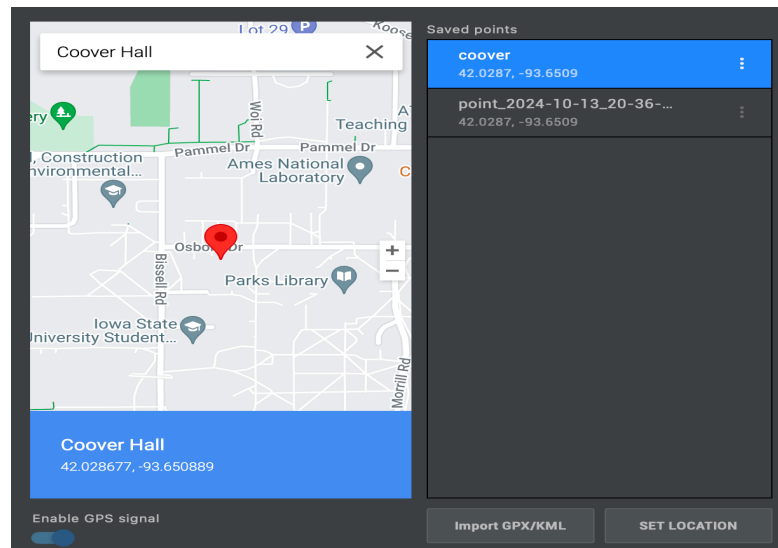 Lot 29 P
Koose
Coover Hall
Saved points
coover
42.0287, -93.6509
point_2024-10-13_20-36-...
42.0287, -93.6509
ery
Woi Rd
Teaching
Pammel Dr
Pammel Dr
, Construction
nvironmental...
Ames National
Laboratory
C
Osbo Dr
Bissell Rd
Parks Library
Iowa State
University Student...
Morrill Rd
+
−
Coover Hall
42.028677, -93.650889
Enable GPS signal
Import GPX/KML
SET LOCATION